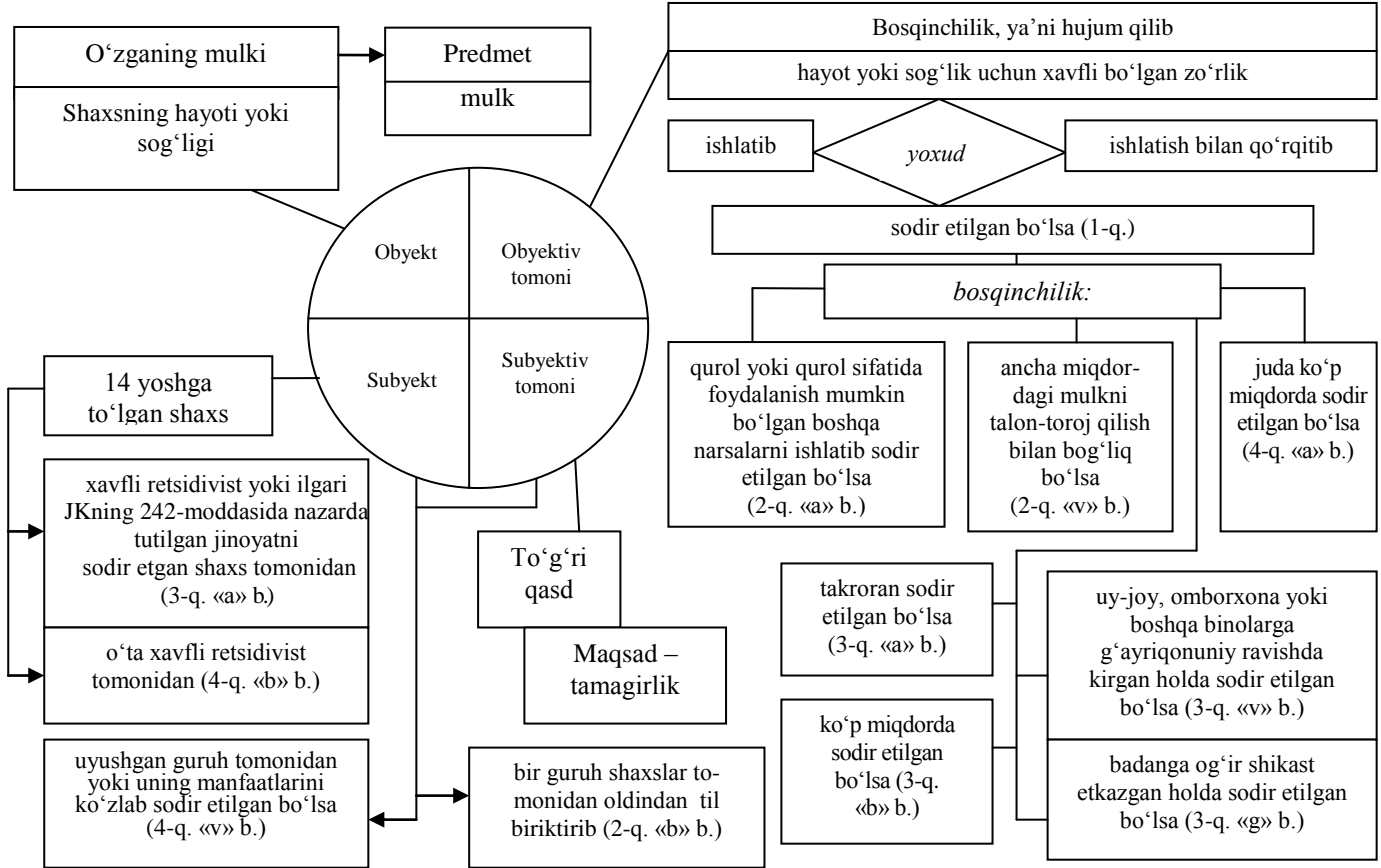 O‘zganing mulki
Shaxsning hayoti yoki
sog‘ligi
Predmet
mulk
Bosqinchilik, ya’ni hujum qilib
hayot yoki sog‘lik uchun xavfli bo‘lgan zo‘rlik
ishlatib
yoxud
ishlatish bilan qo‘rqitib
sodir etilgan bo‘lsa (1-q.)
bosqinchilik:
Obyekt
Obyektiv
tomoni
Subyekt
Subyektiv
tomoni
qurol yoki qurol sifatida
foydalanish mumkin
bo‘lgan boshqa
narsalarni ishlatib sodir
etilgan bo‘lsa
(2-q. «a» b.)
ancha miqdor-
dagi mulkni
talon-toroj qilish
bilan bog‘liq
bo‘lsa
(2-q. «v» b.)
juda ko‘p
miqdorda sodir
etilgan bo‘lsa
(4-q. «a» b.)
14 yoshga
to‘lgan shaxs
xavfli retsidivist yoki ilgari
JKning 242-moddasida nazarda
tutilgan jinoyatni
sodir etgan shaxs tomonidan
(3-q. «a» b.)
o‘ta xavfli retsidivist
tomonidan (4-q. «b» b.)
To‘g‘ri
qasd
Maqsad –
tamagirlik
takroran sodir
etilgan bo‘lsa
(3-q. «a» b.)
uy-joy, omborxona yoki
boshqa binolarga
g‘ayriqonuniy ravishda
kirgan holda sodir etilgan
bo‘lsa (3-q. «v» b.)
ko‘p miqdorda
sodir etilgan
bo‘lsa (3-q.
«b» b.)
badanga og‘ir shikast
etkazgan holda sodir etilgan
bo‘lsa (3-q. «g» b.)
uyushgan guruh tomonidan
yoki uning manfaatlarini
ko‘zlab sodir etilgan bo‘lsa
(4-q. «v» b.)
bir guruh shaxslar to-
monidan oldindan til
biriktirib (2-q. «b» b.)